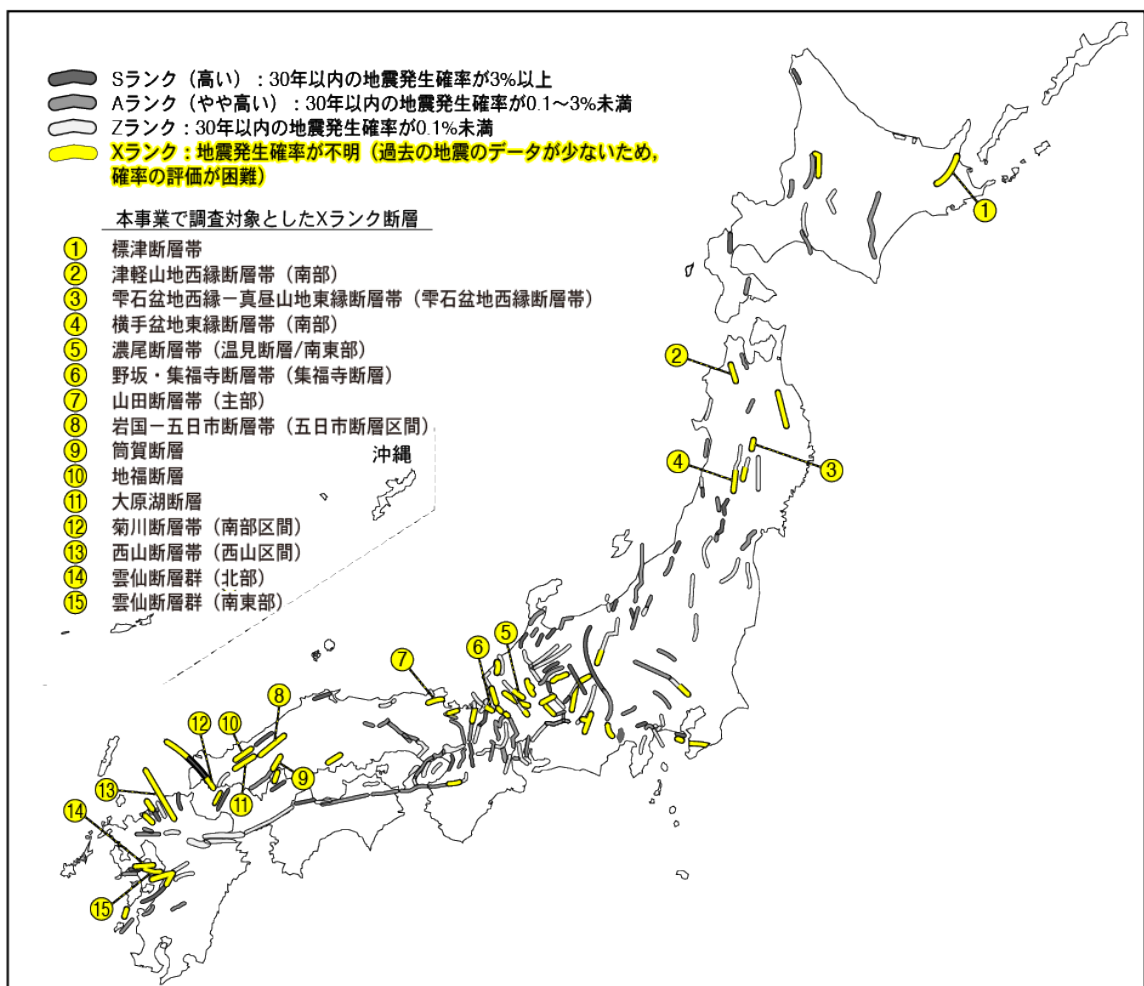 Sランク（高い）：30年以内の地震発生確率が3%以上
Aランク（やや高い）：30年以内の地震発生確率が0.1～3%未満
Zランク：30年以内の地震発生確率が0.1%未満
Xランク：地震発生確率が不明（過去の地震のデータが少ないため，
確率の評価が困難）
本事業で調査対象としたXランク断層
① 標津断層帯
② 津軽山地西縁断層帯（南部）
③ 雫石盆地西縁－真昼山地東縁断層帯（雫石盆地西縁断層帯）
④ 横手盆地東縁断層帯（南部）
⑤ 濃尾断層帯（温見断層/南東部）
⑥ 野坂・集福寺断層帯（集福寺断層）
⑦ 山田断層帯（主部）
⑧ 岩国－五日市断層帯（五日市断層区間）
⑨ 筒賀断層
⑩ 地福断層
⑪ 大原湖断層
⑫ 菊川断層帯（南部区間）
⑬ 西山断層帯（西山区間）
⑭ 雲仙断層群（北部）
⑮ 雲仙断層群（南東部）
沖縄
①
②
③
④
⑤
⑥
⑦
⑧
⑩
⑫
⑨
⑪
⑬
⑭
⑮